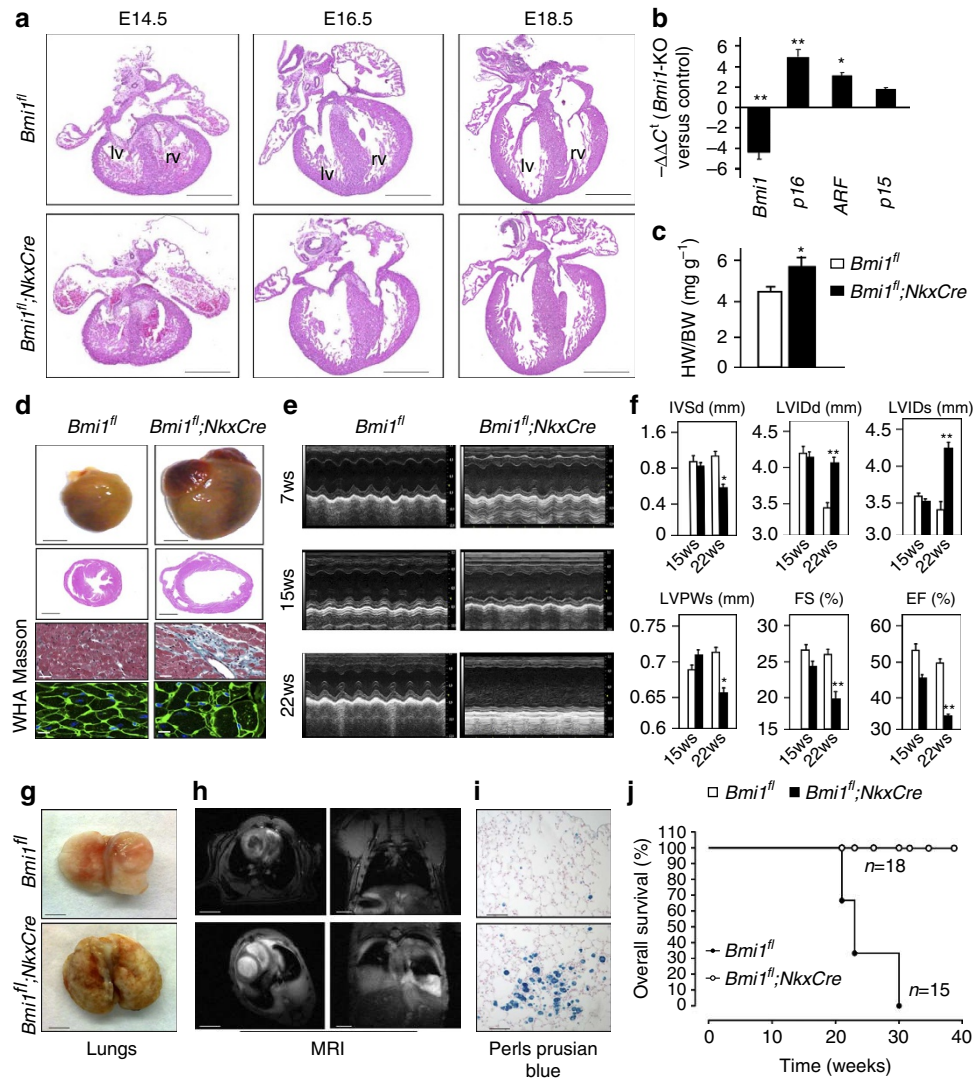 a
E14.5 E16.5 E18.5
Bmi1fl
lv rv
lv rv
lv rv
Bmi1fl;NkxCre
b
–ΔΔCt (Bmi1-KO
versus control)
6
4
2
0
–2
–4
–6
**
**
*
Bmi1 p16 ARF p15
c
HW/BW (mg g–1)
6
4
2
0
*
Bmi1fl
Bmi1fl;NkxCre
d
Bmi1fl Bmi1fl;NkxCre
WHA Masson
e
Bmi1fl Bmi1fl;NkxCre
7ws
15ws
22ws
f
IVSd (mm) LVIDd (mm) LVIDs (mm)
1.6
1.2
0.8
0.4
0
*
15ws 22ws
4.5
4.0
3.5
3.0
**
15ws 22ws
4.5
4.0
3.5
3.0
**
15ws 22ws
LVPWs (mm) FS (%) EF (%)
0.75
0.7
0.65
0.6
*
15ws 22ws
30
25
20
15
**
15ws 22ws
60
50
40
30
**
15ws 22ws
Bmi1fl Bmi1fl;NkxCre
g
Bmi1fl
Bmi1fl;NkxCre
Lungs
h
MRI
i
Perls prusian
blue
j
Overall survival (%)
110
100
90
80
70
60
50
40
30
20
10
0
n=18
Bmi1fl
Bmi1fl;NkxCre
n=15
0 10 20 30 40
Time (weeks)